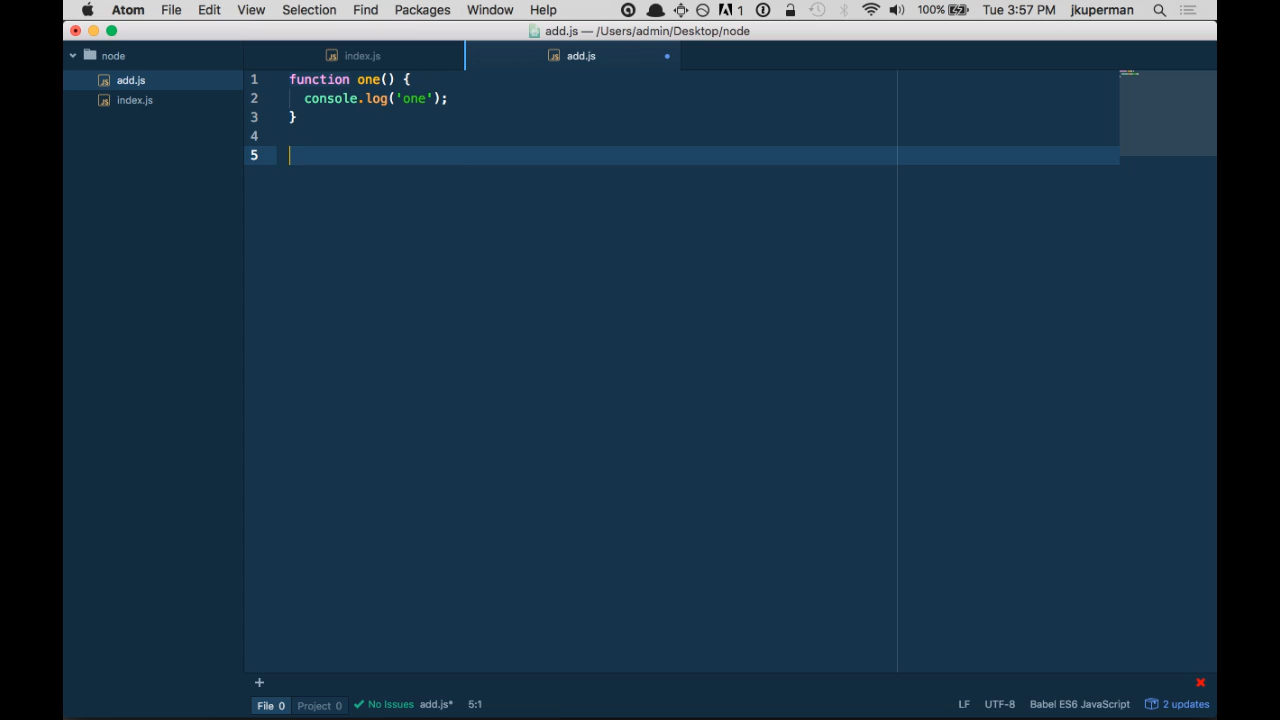 Atom File Edit View Selection Find Packages Window Help 1 100% Tue 3:57 PM jkuperman
add.js — /Users/admin/Desktop/node
node
index.js
add.js
add.js
index.js
1 function one() {
2 console.log('one');
3 }
4
5
File 0 Project 0 No Issues add.js* 5:1 LF UTF-8 Babel ES6 JavaScript 2 updates